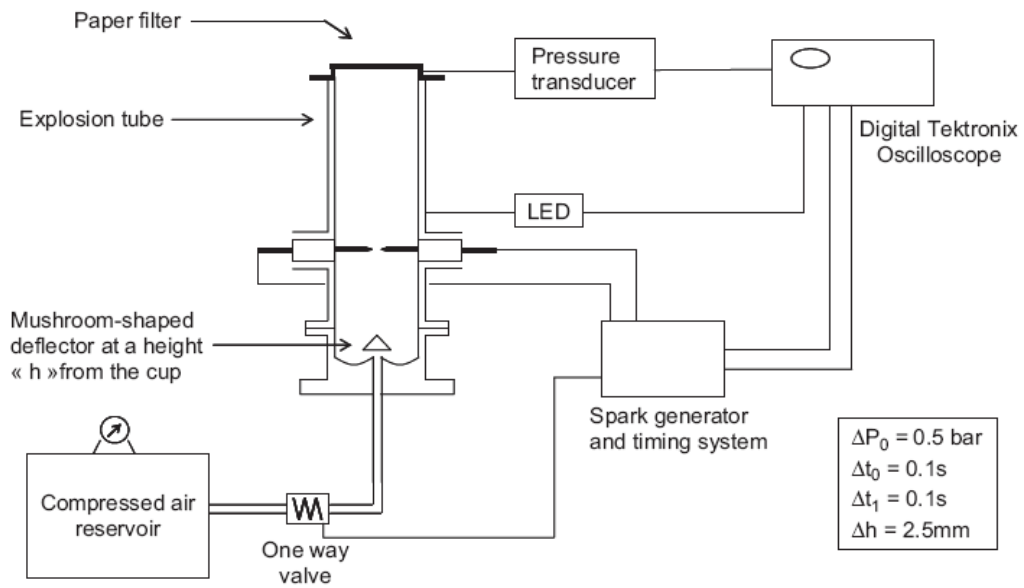 Paper filter
Pressure
transducer
Explosion tube
Digital Tektronix
Oscilloscope
LED
Mushroom-shaped
deflector at a height
« h »from the cup
Spark generator
and timing system
Compressed air
reservoir
One way
valve
ΔP₀ = 0.5 bar
Δt₀ = 0.1s
Δt₁ = 0.1s
Δh = 2.5mm